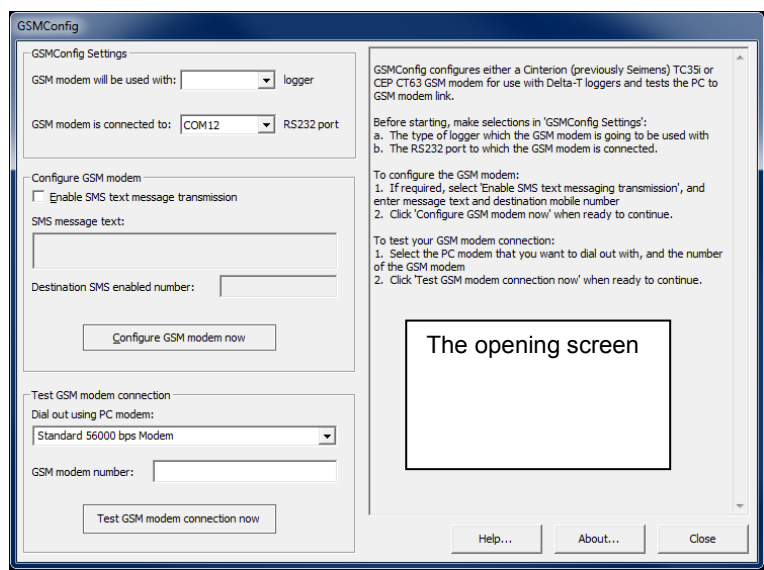 GSMConfig
GSMConfig Settings
GSM modem will be used with: logger
GSM modem is connected to: COM12 RS232 port
Configure GSM modem
Enable SMS text message transmission
SMS message text:
Destination SMS enabled number:
Configure GSM modem now
Test GSM modem connection
Dial out using PC modem:
Standard 56000 bps Modem
GSM modem number:
Test GSM modem connection now
GSMConfig configures either a Cinterion (previously Seimens) TC35i or
CEP CT63 GSM modem for use with Delta-T loggers and tests the PC to
GSM modem link.
Before starting, make selections in 'GSMConfig Settings':
a. The type of logger which the GSM modem is going to be used with
b. The RS232 port to which the GSM modem is connected.
To configure the GSM modem:
1. If required, select 'Enable SMS text messaging transmission', and
enter message text and destination mobile number
2. Click 'Configure GSM modem now' when ready to continue.
To test your GSM modem connection:
1. Select the PC modem that you want to dial out with, and the number
of the GSM modem
2. Click 'Test GSM modem connection now' when ready to continue.
The opening screen
Help... About... Close